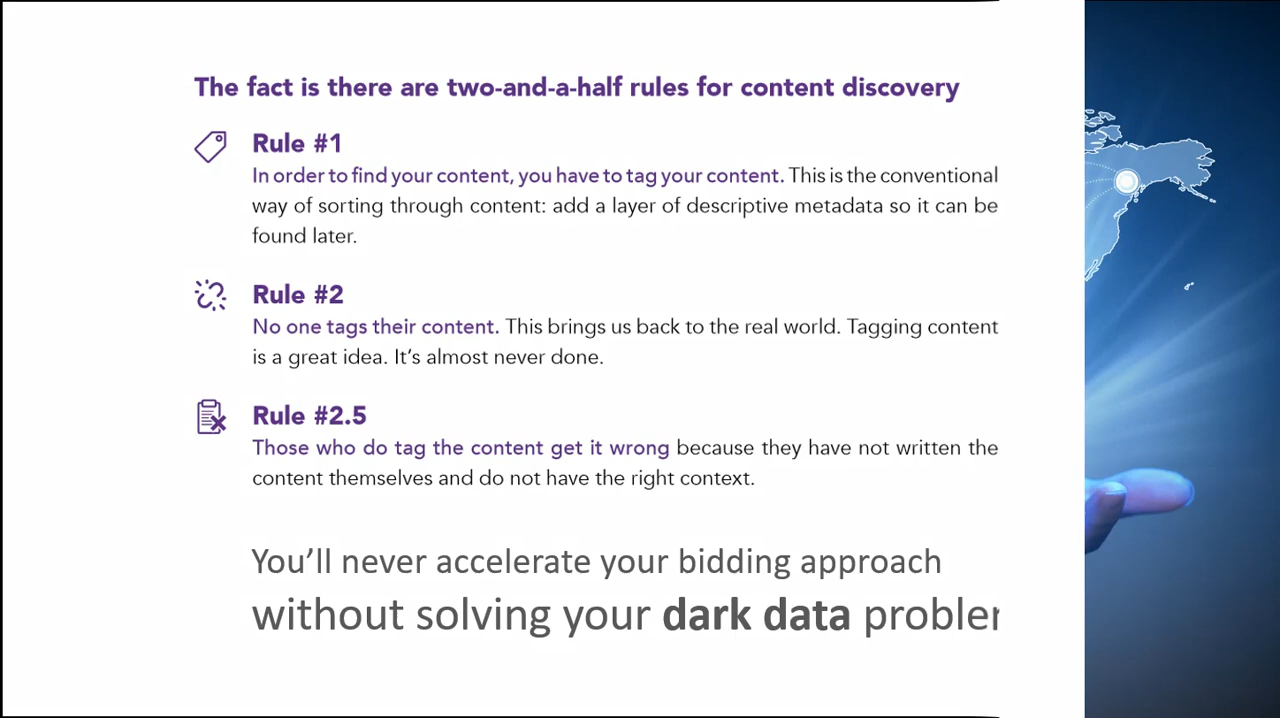 The fact is there are two-and-a-half rules for content discovery
Rule #1
In order to find your content, you have to tag your content. This is the conventional
way of sorting through content: add a layer of descriptive metadata so it can be
found later.
Rule #2
No one tags their content. This brings us back to the real world. Tagging content
is a great idea. It’s almost never done.
Rule #2.5
Those who do tag the content get it wrong because they have not written the
content themselves and do not have the right context.
You’ll never accelerate your bidding approach
without solving your dark data